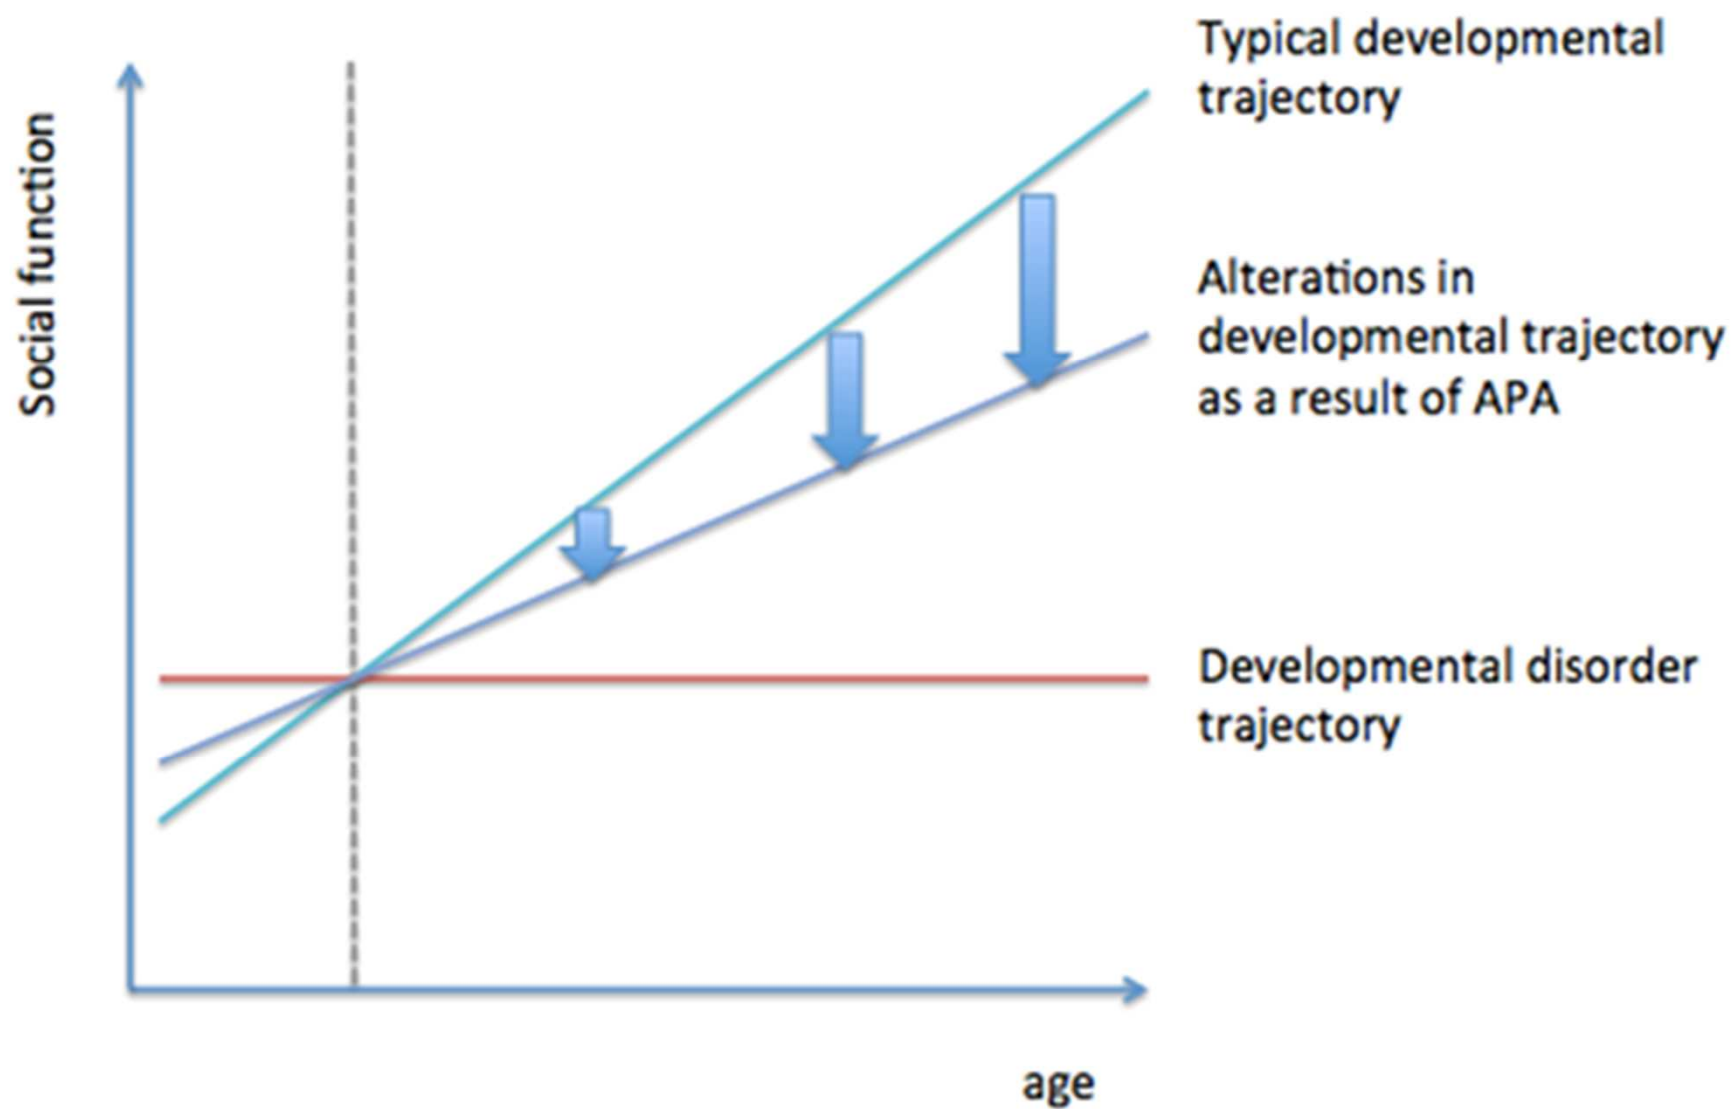 Typical developmental
trajectory
Social function
Alterations in
developmental trajectory
as a result of APA
Developmental disorder
trajectory
age